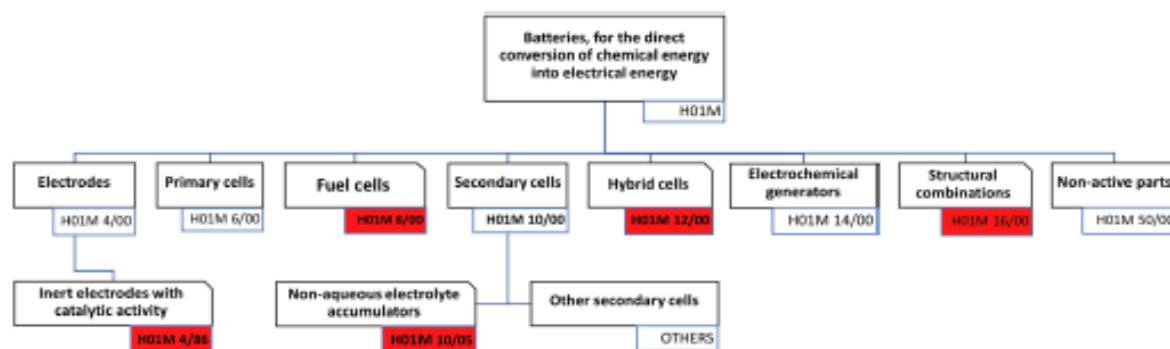 Batteries, for the direct
conversion of chemical energy
into electrical energy
H01M
Electrodes
H01M 4/00
Primary cells
H01M 6/00
Fuel cells
H01M 8/00
Secondary cells
H01M 10/00
Hybrid cells
H01M 12/00
Electrochemical
generators
H01M 14/00
Structural
combinations
H01M 16/00
Non-active parts
H01M 50/00
Inert electrodes with
catalytic activity
H01M 4/86
Non-aqueous electrolyte
accumulators
H01M 10/05
Other secondary cells
OTHERS